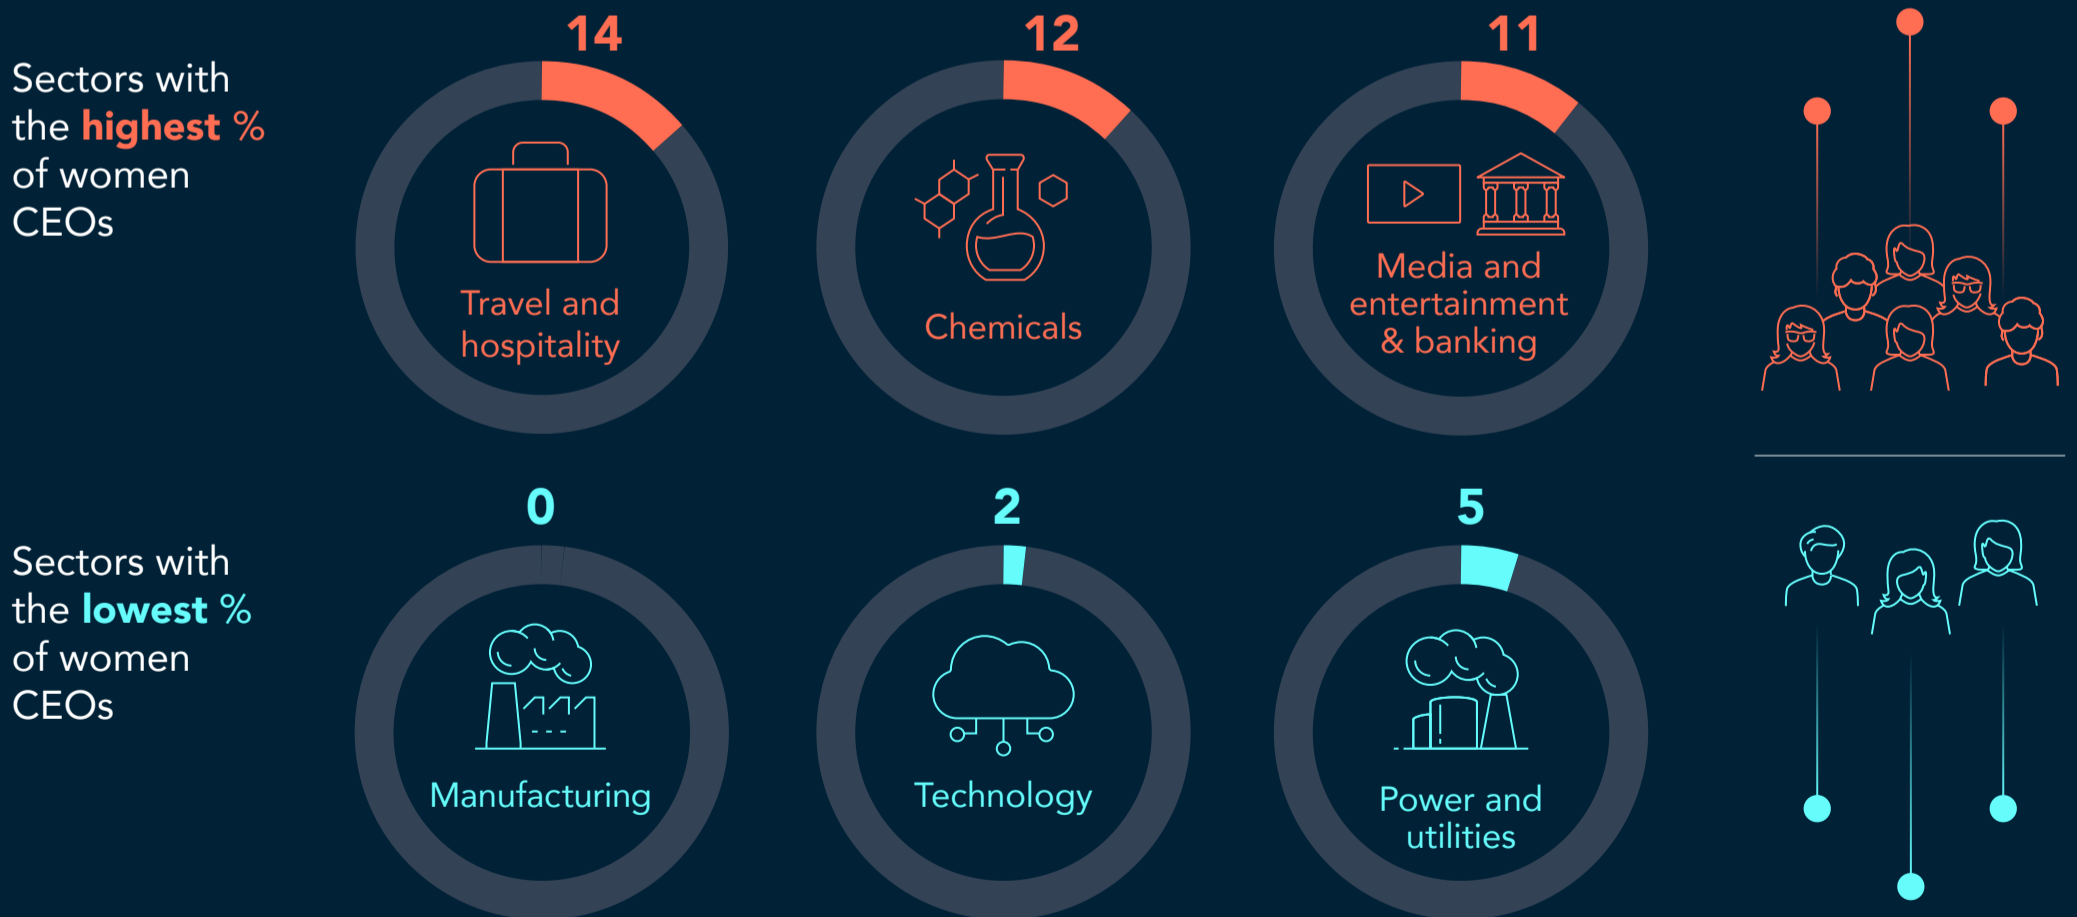 Sectors with
the highest %
of women
CEOs
14
Travel and
hospitality
12
Chemicals
11
Media and
entertainment
& banking
Sectors with
the lowest %
of women
CEOs
0
Manufacturing
2
Technology
5
Power and
utilities